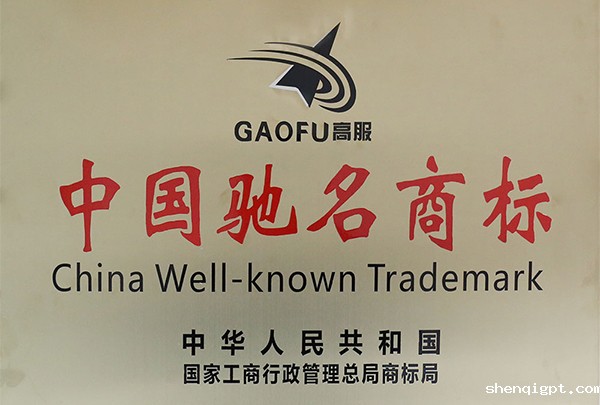 GAOFU高服
中国驰名商标
China Well-known Trademark
中华人民共和国
国家工商行政管理总局商标局
shenqigpt.com